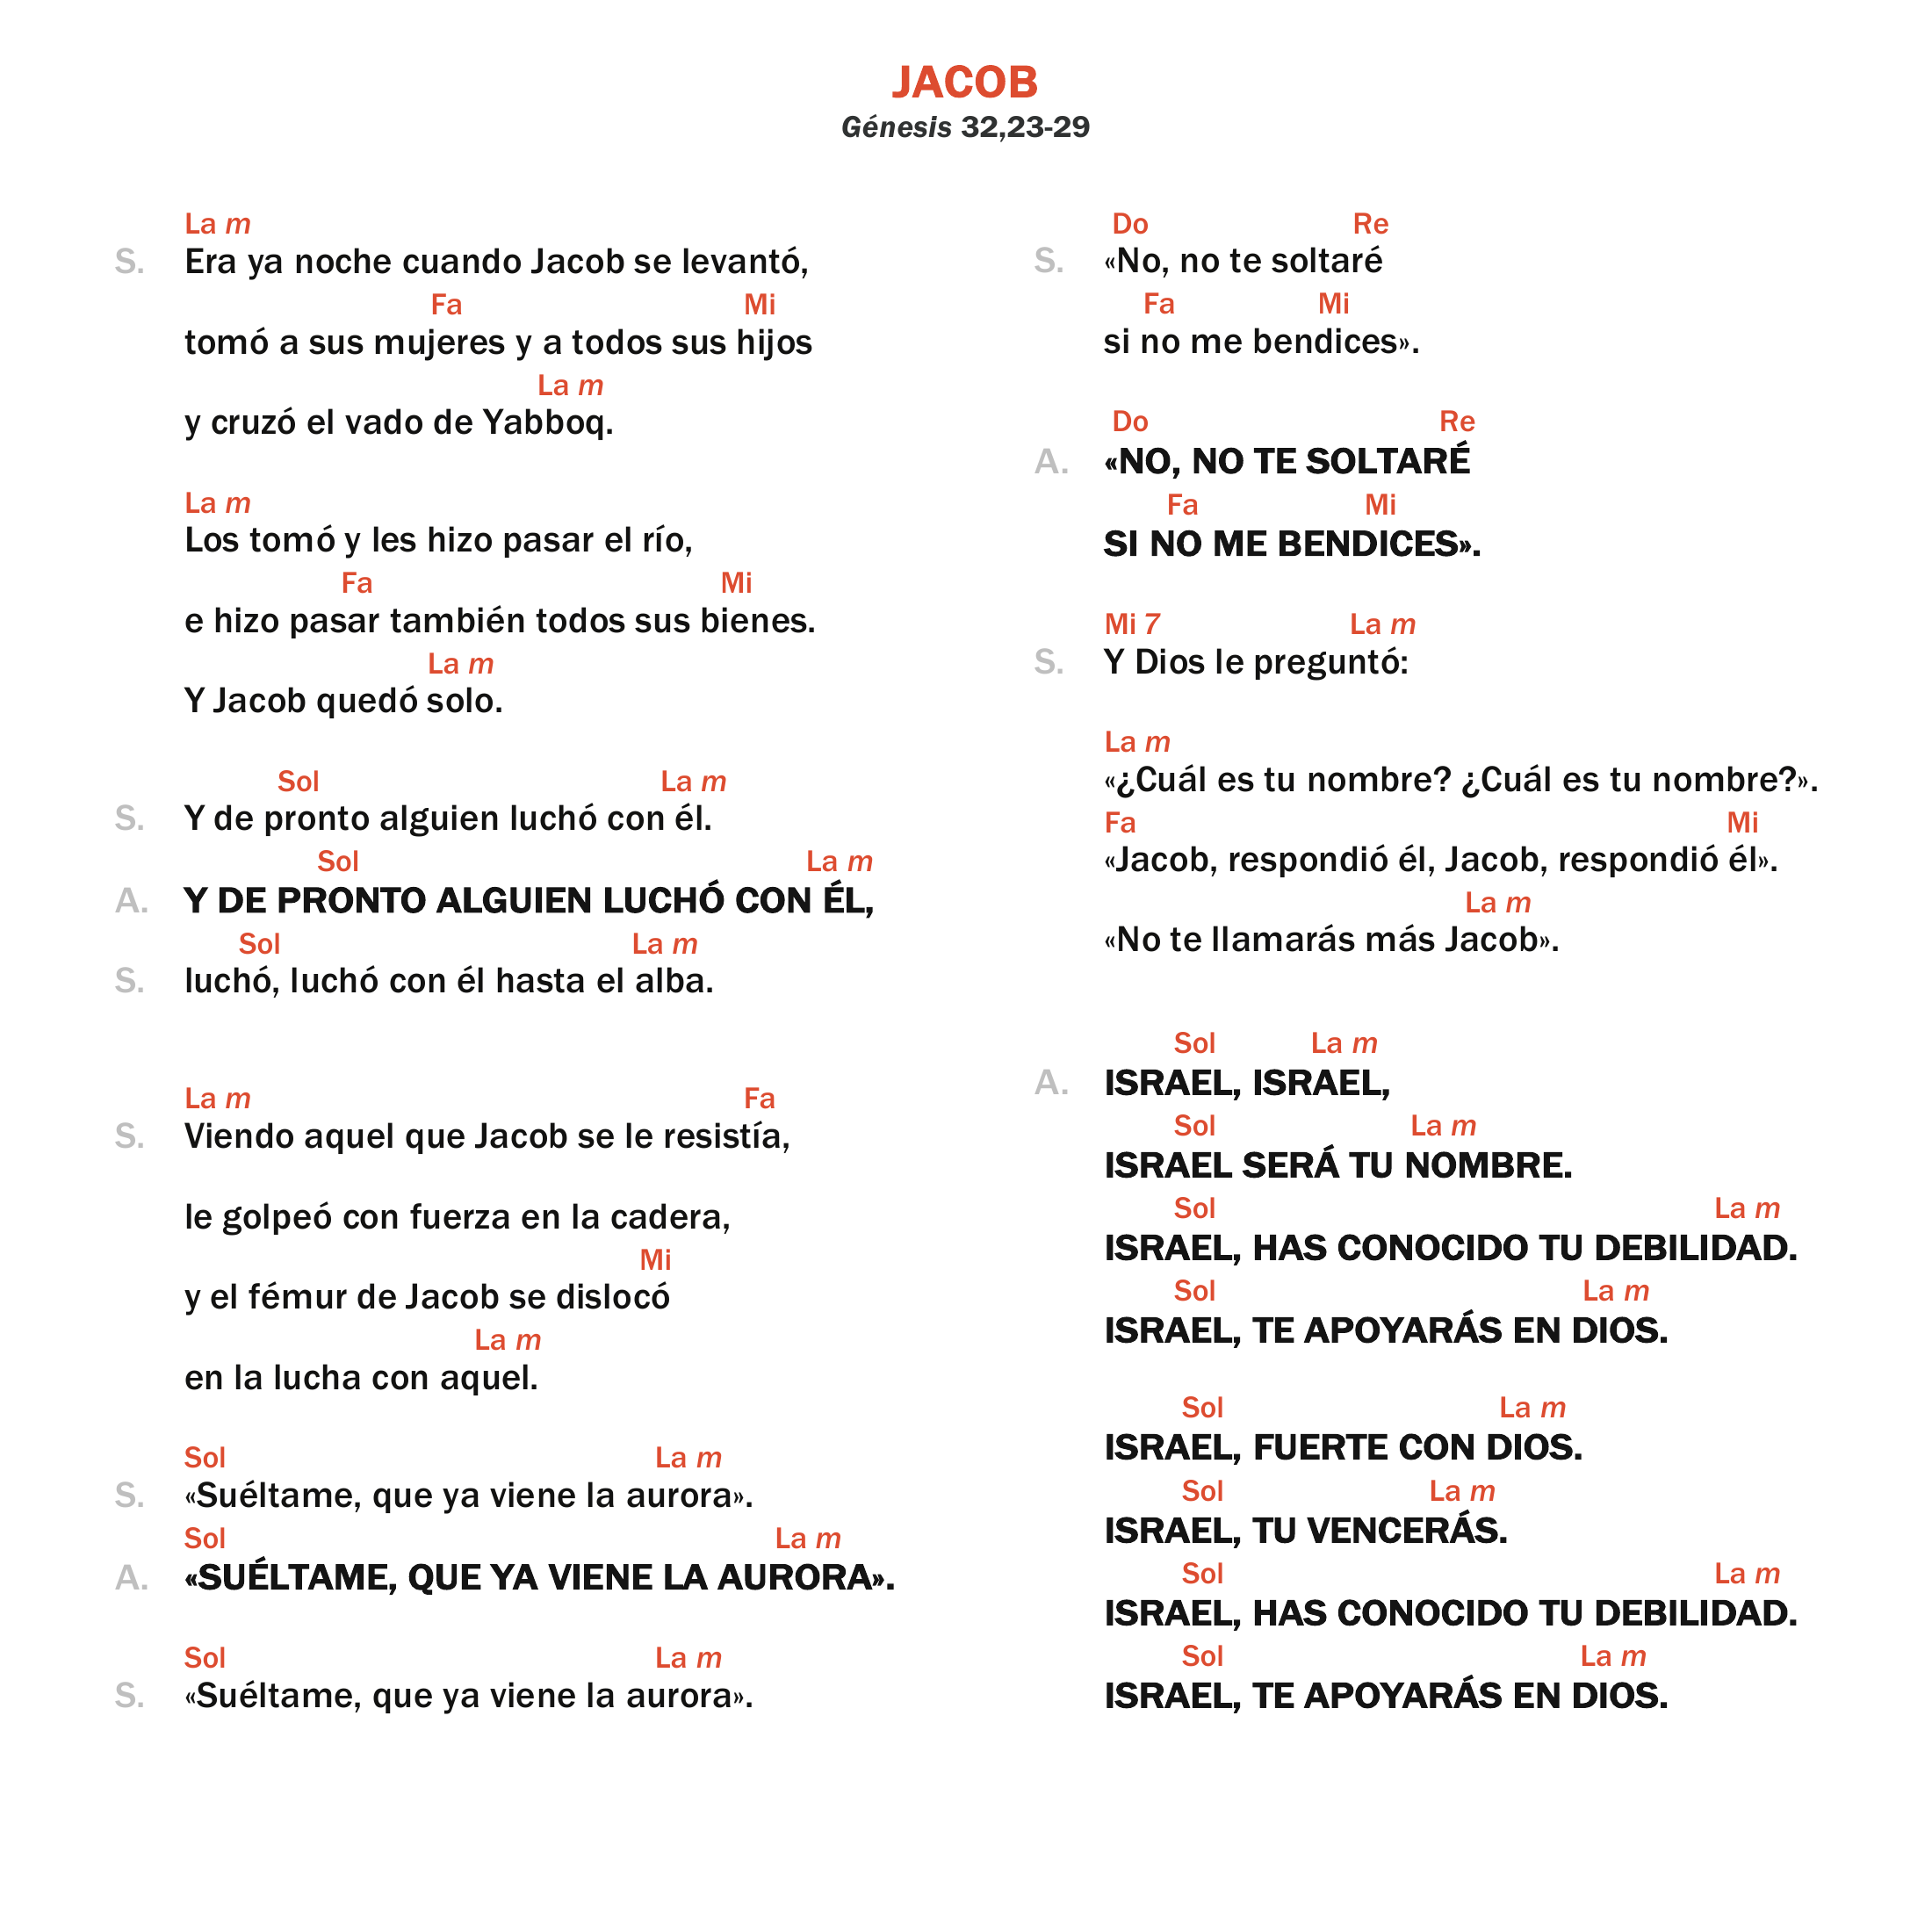 JACOB
Génesis 32,23-29
La m
S. Era ya noche cuando Jacob se levantó,
Fa Mi
tomó a sus mujeres y a todos sus hijos
La m
y cruzó el vado de Yabboq.
La m
Los tomó y les hizo pasar el río,
Fa Mi
e hizo pasar también todos sus bienes.
La m
Y Jacob quedó solo.
Sol La m
S. Y de pronto alguien luchó con él.
Sol La m
A. Y DE PRONTO ALGUIEN LUCHÓ CON ÉL,
Sol La m
S. luchó, luchó con él hasta el alba.
La m Fa
S. Viendo aquel que Jacob se le resistía,
le golpeó con fuerza en la cadera,
Mi
y el fémur de Jacob se dislocó
La m
en la lucha con aquel.
Sol La m
S. «Suéltame, que ya viene la aurora».
Sol La m
A. «SUÉLTAME, QUE YA VIENE LA AURORA».
Sol La m
S. «Suéltame, que ya viene la aurora».
Do Re
S. «No, no te soltaré
Fa Mi
si no me bendices».
Do Re
A. «NO, NO TE SOLTARÉ
Fa Mi
SI NO ME BENDICES».
Mi 7 La m
S. Y Dios le preguntó:
La m
«¿Cuál es tu nombre? ¿Cuál es tu nombre?».
Fa Mi
«Jacob, respondió él, Jacob, respondió él».
La m
«No te llamarás más Jacob».
Sol La m
A. ISRAEL, ISRAEL,
Sol La m
ISRAEL SERÁ TU NOMBRE.
Sol La m
ISRAEL, HAS CONOCIDO TU DEBILIDAD.
Sol La m
ISRAEL, TE APOYARÁS EN DIOS.
Sol La m
ISRAEL, FUERTE CON DIOS.
Sol La m
ISRAEL, TU VENCERÁS.
Sol La m
ISRAEL, HAS CONOCIDO TU DEBILIDAD.
Sol La m
ISRAEL, TE APOYARÁS EN DIOS.